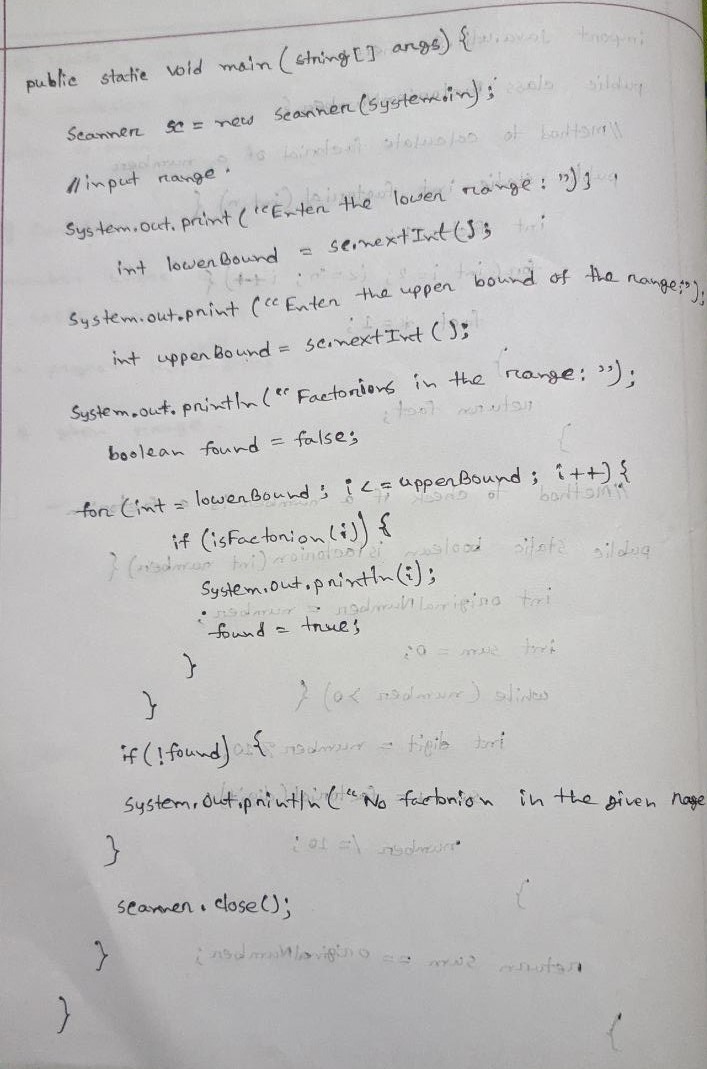 public static void main (string [] args) {
Scanner sc = new Scanner (System.in);
// input range.
System.out.print ("Enter the lower range: ");
int lowerBound = sc.nextInt ();
System.out.print ("Enter the upper bound of the range:");
int upperBound = sc.nextInt ();
System.out.println ("Factorions in the range: ");
boolean found = false;
for (int = lowerBound; i <= upperBound; i++) {
if (isFactorion (i)) {
System.out.println (i);
found = true;
}
}
if (! found) {
System.out.println ("No factorion in the given nage
}
scanner.close();
}
}